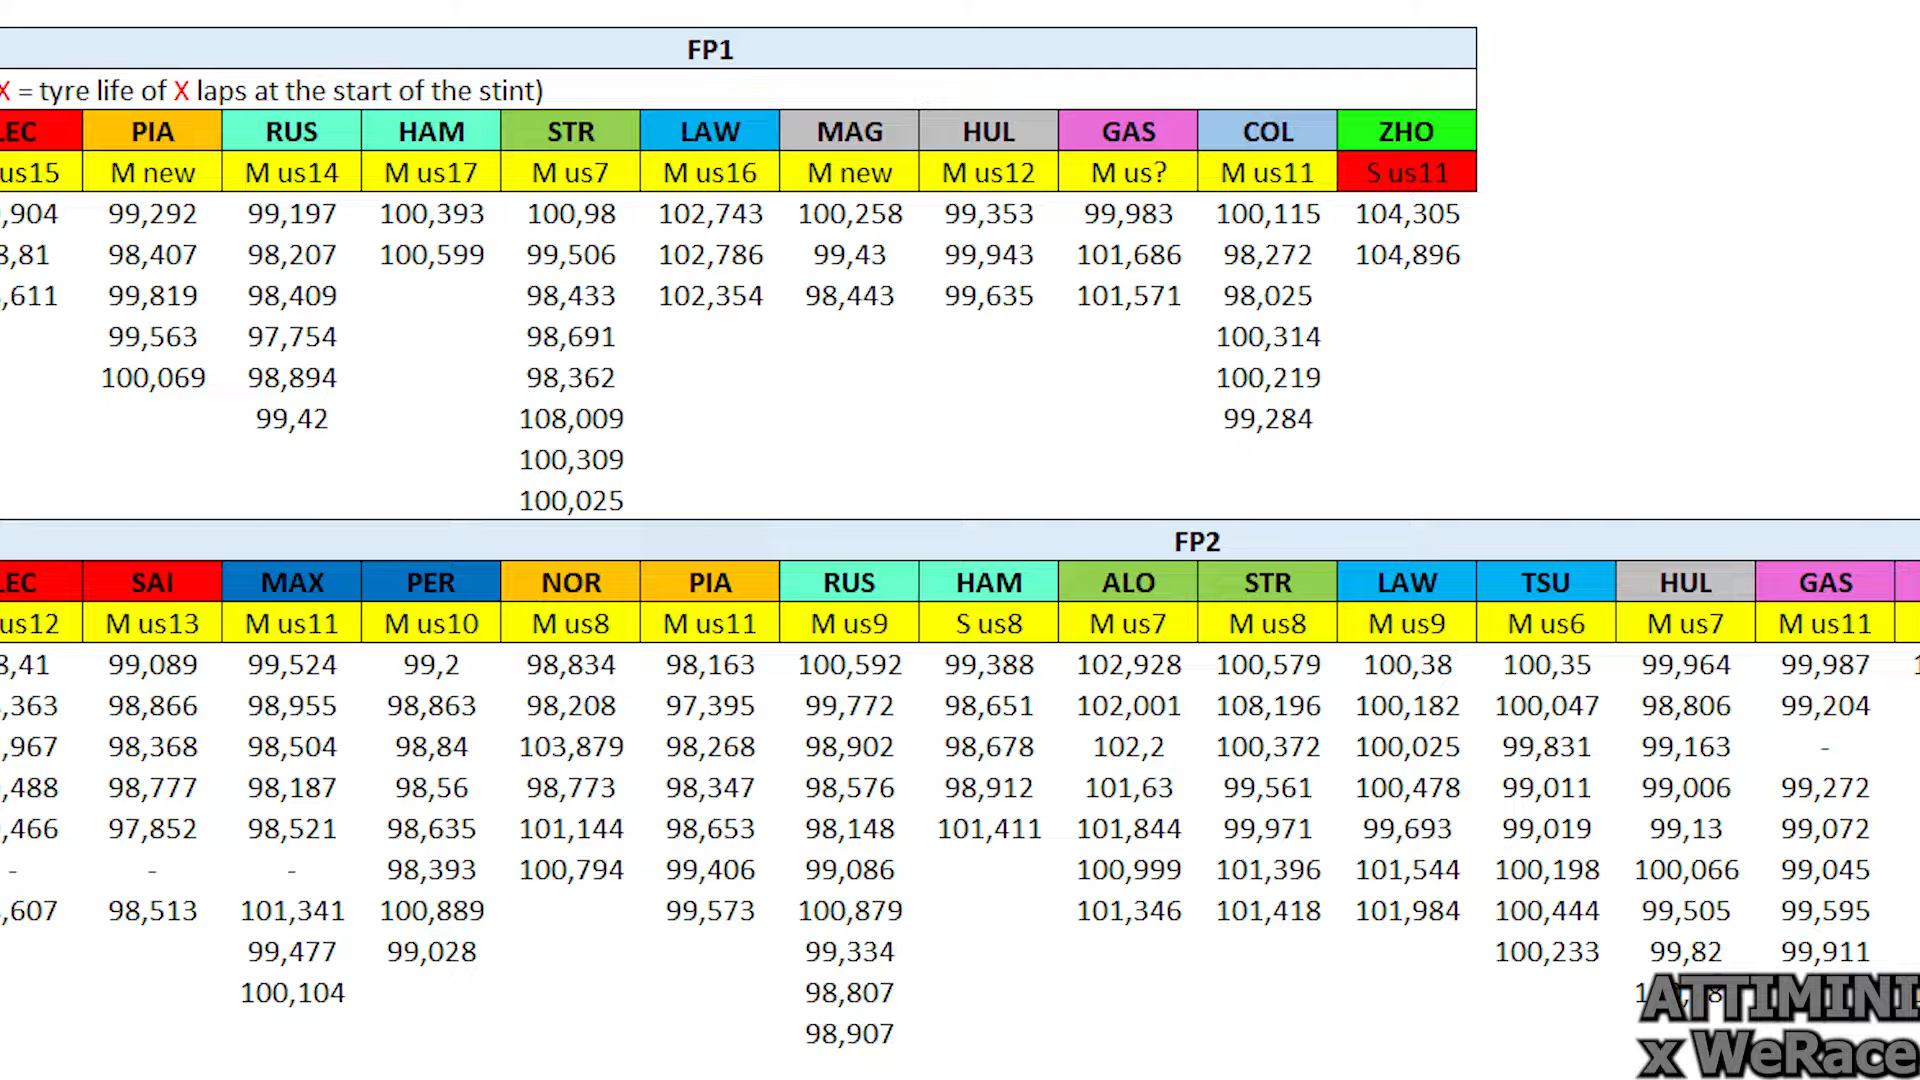 FP1
X = tyre life of X laps at the start of the stint)
LEC PIA RUS HAM STR LAW MAG HUL GAS COL ZHO
us15 M new M us14 M us17 M us7 M us16 M new M us12 M us? M us11 S us11
,904 99,292 99,197 100,393 100,98 102,743 100,258 99,353 99,983 100,115 104,305
8,81 98,407 98,207 100,599 99,506 102,786 99,43 99,943 101,686 98,272 104,896
,611 99,819 98,409 98,433 102,354 98,443 99,635 101,571 98,025
99,563 97,754 98,691 100,314
100,069 98,894 98,362 100,219
99,42 108,009 99,284
100,309
100,025
FP2
LEC SAI MAX PER NOR PIA RUS HAM ALO STR LAW TSU HUL GAS
us12 M us13 M us11 M us10 M us8 M us11 M us9 S us8 M us7 M us8 M us9 M us6 M us7 M us11
8,41 99,089 99,524 99,2 98,834 98,163 100,592 99,388 102,928 100,579 100,38 100,35 99,964 99,987
,363 98,866 98,955 98,863 98,208 97,395 99,772 98,651 102,001 108,196 100,182 100,047 98,806 99,204
,967 98,368 98,504 98,84 103,879 98,268 98,902 98,678 102,2 100,372 100,025 99,831 99,163 -
,488 98,777 98,187 98,56 98,773 98,347 98,576 98,912 101,63 99,561 100,478 99,011 99,006 99,272
,466 97,852 98,521 98,635 101,144 98,653 98,148 101,411 101,844 99,971 99,693 99,019 99,13 99,072
- - - 98,393 100,794 99,406 99,086 100,999 101,396 101,544 100,198 100,066 99,045
,607 98,513 101,341 100,889 99,573 100,879 101,346 101,418 101,984 100,444 99,505 99,595
99,477 99,028 99,334 100,233 99,82 99,911
100,104 98,807
98,907
ATTIMINI
x WeRace